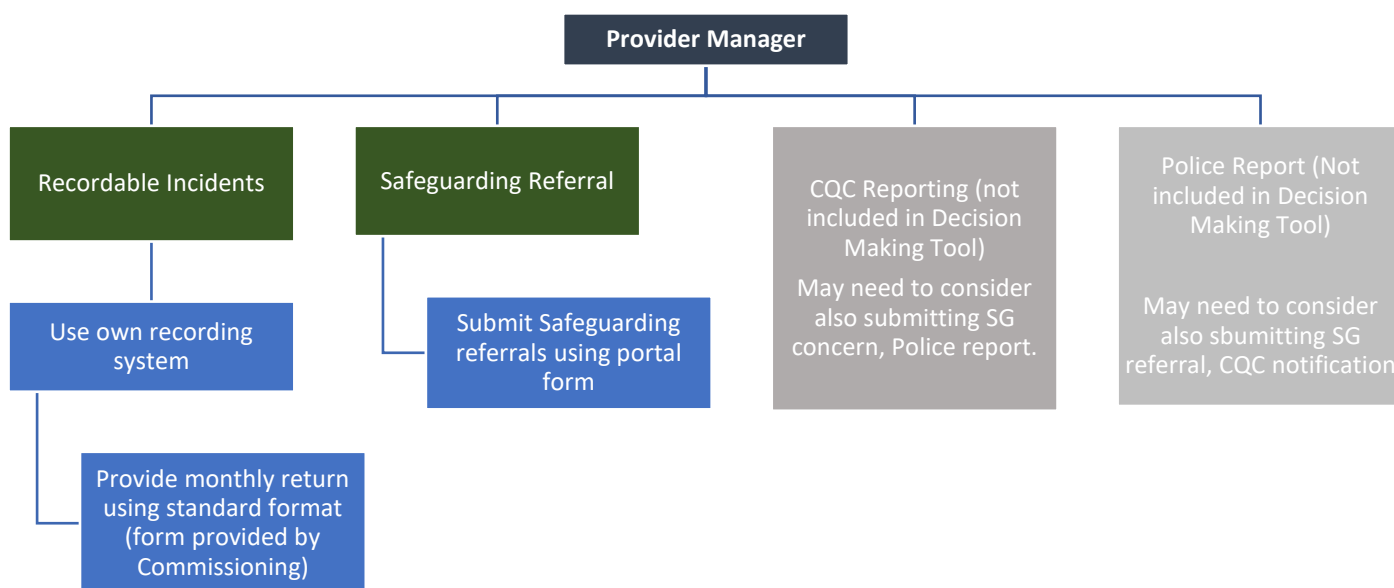 Provider Manager
Recordable Incidents
Safeguarding Referral
CQC Reporting (not
included in Decision
Making Tool)
May need to consider
also submitting SG
concern, Police report.
Police Report (Not
included in Decision
Making Tool)
May need to consider
also sbumitting SG
referral, CQC notification
Use own recording
system
Submit Safeguarding
referrals using portal
form
Provide monthly return
using standard format
(form provided by
Commissioning)